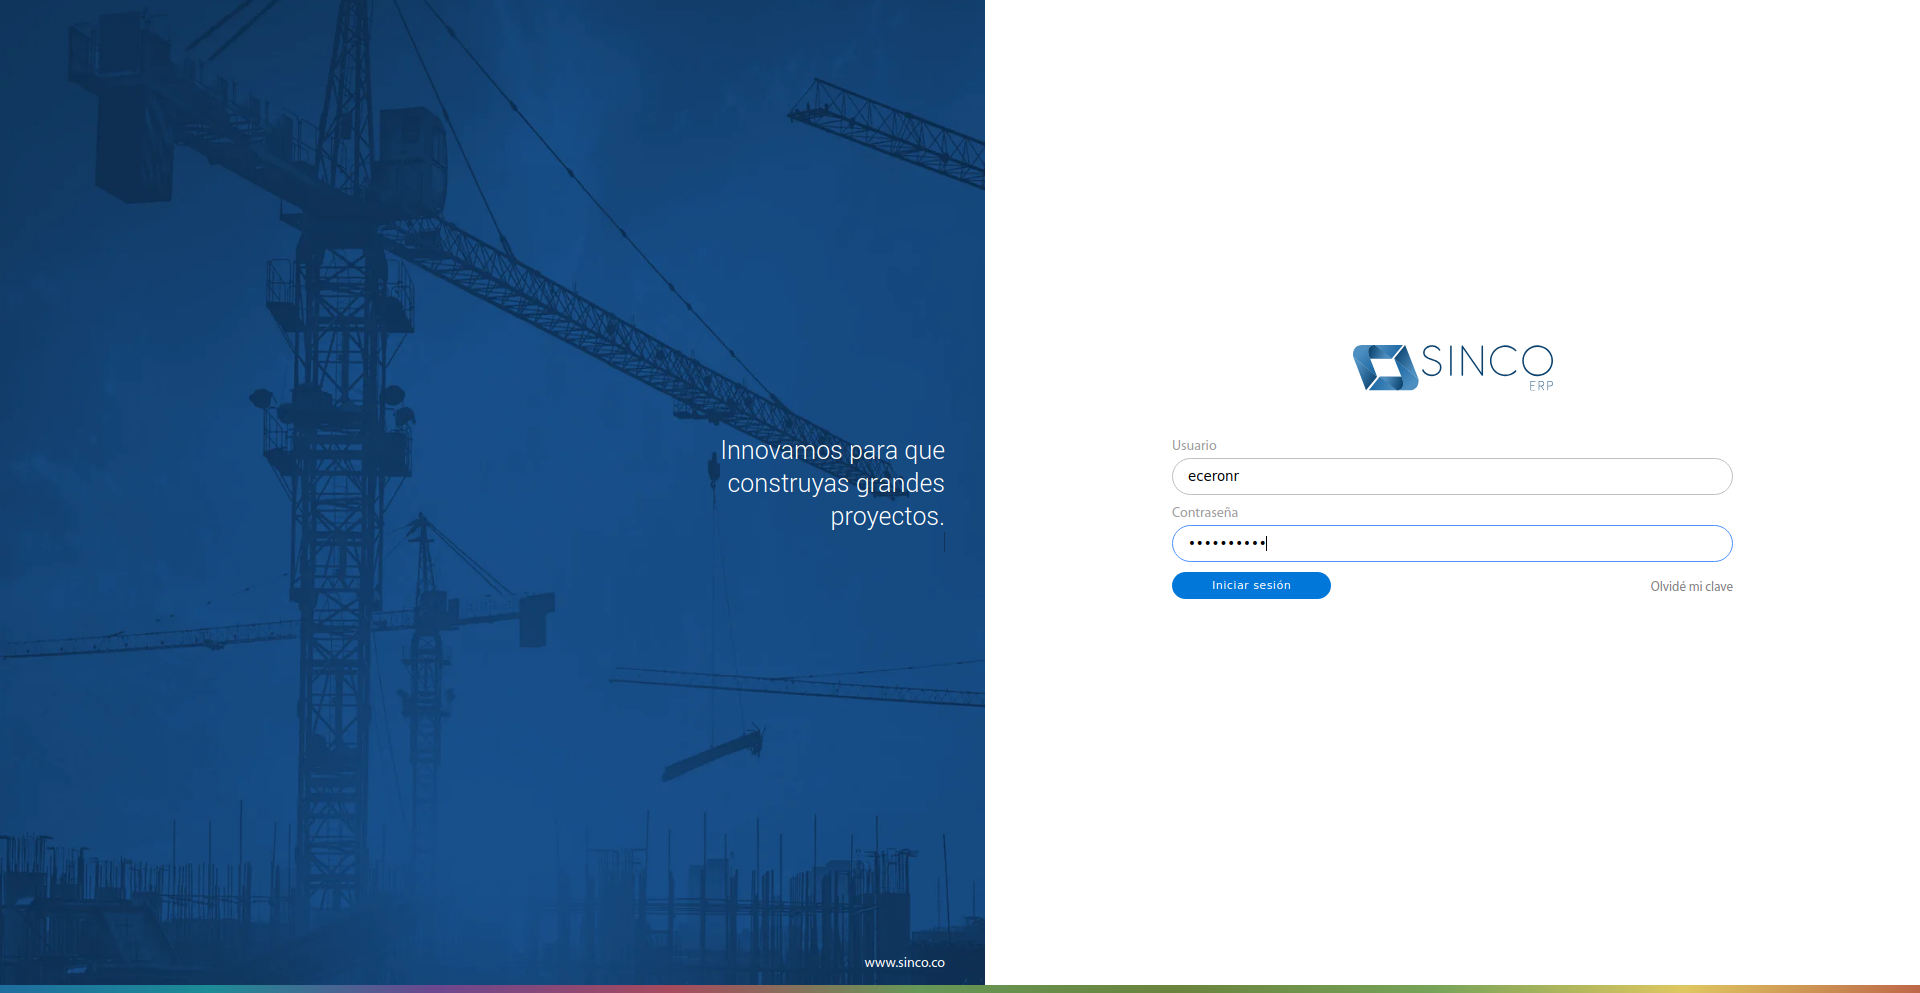 Innovamos para que
construyas grandes
proyectos.
www.sinco.co
SINCO
ERP
Usuario
eceronr
Contraseña
••••••••••
Iniciar sesión
Olvidé mi clave